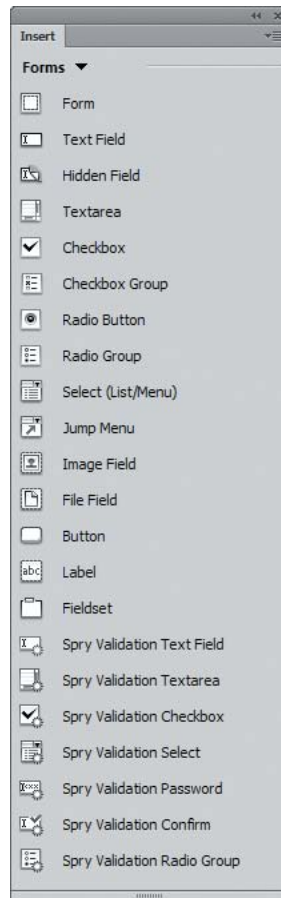 Insert
Forms
Form
Text Field
Hidden Field
Textarea
Checkbox
Checkbox Group
Radio Button
Radio Group
Select (List/Menu)
Jump Menu
Image Field
File Field
Button
abc Label
Fieldset
Spry Validation Text Field
Spry Validation Textarea
Spry Validation Checkbox
Spry Validation Select
Spry Validation Password
Spry Validation Confirm
Spry Validation Radio Group